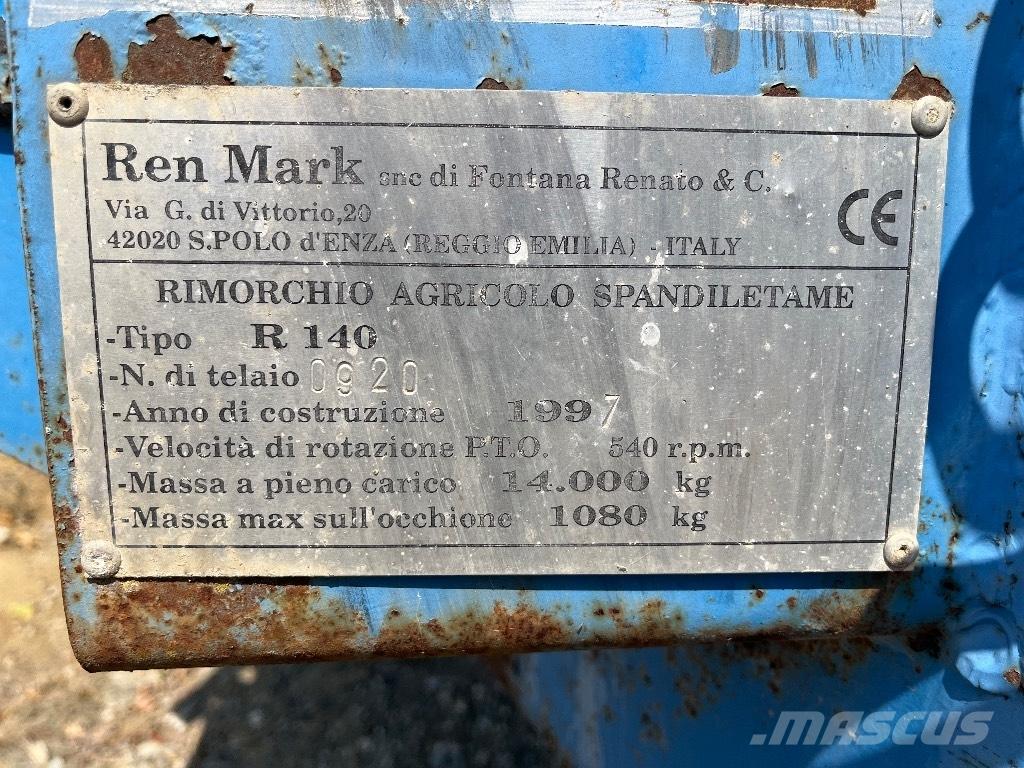 Ren Mark snc di Fontana Renato & C.
Via G. di Vittorio,20
42020 S.POLO d'ENZA (REGGIO EMILIA) - ITALY
CE
RIMORCHIO AGRICOLO SPANDILETAME
-Tipo R 140
-N. di telaio 0920
-Anno di costruzione 1997
-Velocità di rotazione P.T.O. 540 r.p.m.
-Massa a pieno carico 14.000 kg
-Massa max sull'occhione 1080 kg
MASCUS